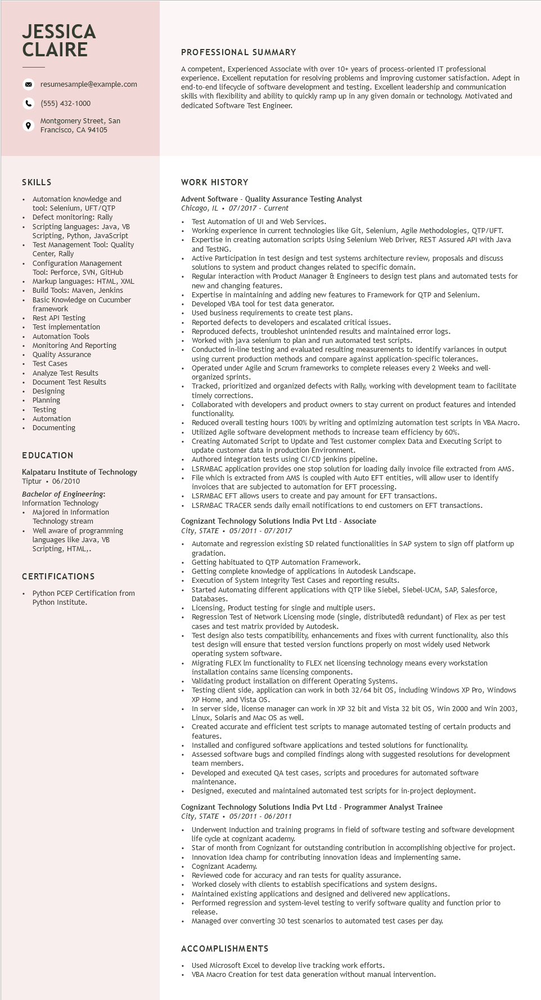 JESSICA
CLAIRE
resumesample@example.com
(555) 432-1000
Montgomery Street, San
Francisco, CA 94105
PROFESSIONAL SUMMARY
A competent, Experienced Associate with over 10+ years of process-oriented IT professional
experience. Excellent reputation for resolving problems and improving customer satisfaction. Adept in
end-to-end lifecycle of software development and testing. Excellent leadership and communication
skills with flexibility and ability to quickly ramp up in any given domain or technology. Motivated and
dedicated Software Test Engineer.
SKILLS
• Automation knowledge and
tool: Selenium, UFT/QTP
• Defect monitoring: Rally
• Scripting languages: Java, VB
Scripting, Python, JavaScript
• Test Management Tool: Quality
Center, Rally
• Configuration Management
Tool: Perforce, SVN, GitHub
• Markup languages: HTML, XML
• Build Tools: Maven, Jenkins
• Basic Knowledge on Cucumber
framework
• Rest API Testing
• Test implementation
• Automation Tools
• Monitoring And Reporting
• Quality Assurance
• Test Cases
• Analyze Test Results
• Document Test Results
• Designing
• Planning
• Testing
• Automation
• Documenting
EDUCATION
Kalpataru Institute of Technology
Tiptur • 06/2010
Bachelor of Engineering:
Information Technology
• Majored in Information
Technology stream
• Well aware of programming
languages like Java, VB
Scripting, HTML,.
CERTIFICATIONS
• Python PCEP Certification from
Python Institute.
WORK HISTORY
Advent Software - Quality Assurance Testing Analyst
Chicago, IL • 07/2017 - Current
• Test Automation of UI and Web Services.
• Working experience in current technologies like Git, Selenium, Agile Methodologies, QTP/UFT.
• Expertise in creating automation scripts Using Selenium Web Driver, REST Assured API with Java
and TestNG.
• Active Participation in test design and test systems architecture review, proposals and discuss
solutions to system and product changes related to specific domain.
• Regular interaction with Product Manager & Engineers to design test plans and automated tests for
new and changing features.
• Expertise in maintaining and adding new features to Framework for QTP and Selenium.
• Developed VBA tool for test data generator.
• Used business requirements to create test plans.
• Reported defects to developers and escalated critical issues.
• Reproduced defects, troubleshot unintended results and maintained error logs.
• Worked with java selenium to plan and run automated test scripts.
• Conducted in-line testing and evaluated resulting measurements to identify variances in output
using current production methods and compare against application-specific tolerances.
• Operated under Agile and Scrum frameworks to complete releases every 2 Weeks and well-
organized sprints.
• Tracked, prioritized and organized defects with Rally, working with development team to facilitate
timely corrections.
• Collaborated with developers and product owners to stay current on product features and intended
functionality.
• Reduced overall testing hours 100% by writing and optimizing automation test scripts in VBA Macro.
• Utilized Agile software development methods to increase team efficiency by 60%.
• Creating Automated Script to Update and Test customer complex Data and Executing Script to
update customer data in production Environment.
• Authored integration tests using CI/CD jenkins pipeline.
• LSRMBAC application provides one stop solution for loading daily invoice file extracted from AMS.
• File which is extracted from AMS is coupled with Auto EFT entities, will allow user to identify
invoices that are subjected to automation for EFT processing.
• LSRMBAC EFT allows users to create and pay amount for EFT transactions.
• LSRMBAC TRACER sends daily email notifications to end customers on EFT transactions.
Cognizant Technology Solutions India Pvt Ltd - Associate
City, STATE • 05/2011 - 07/2017
• Automate and regression existing SD related functionalities in SAP system to sign off platform up
gradation.
• Getting habituated to QTP Automation Framework.
• Getting complete knowledge of applications in Autodesk Landscape.
• Execution of System Integrity Test Cases and reporting results.
• Started Automating different applications with QTP like Siebel, Siebel-UCM, SAP, Salesforce,
Databases.
• Licensing, Product testing for single and multiple users.
• Regression Test of Network Licensing mode (single, distributed& redundant) of Flex as per test
cases and test matrix provided by Autodesk.
• Test design also tests compatibility, enhancements and fixes with current functionality, also this
test design will ensure that tested version functions properly on most widely used Network
operating system software.
• Migrating FLEX lm functionality to FLEX net licensing technology means every workstation
installation contains same licensing components.
• Validating product installation on different Operating Systems.
• Testing client side, application can work in both 32/64 bit OS, including Windows XP Pro, Windows
XP Home, and Vista OS.
• In server side, license manager can work in XP 32 bit and Vista 32 bit OS, Win 2000 and Win 2003,
Linux, Solaris and Mac OS as well.
• Created accurate and efficient test scripts to manage automated testing of certain products and
features.
• Installed and configured software applications and tested solutions for functionality.
• Assessed software bugs and compiled findings along with suggested resolutions for development
team members.
• Developed and executed QA test cases, scripts and procedures for automated software
maintenance.
• Designed, executed and maintained automated test scripts for in-project deployment.
Cognizant Technology Solutions India Pvt Ltd - Programmer Analyst Trainee
City, STATE • 05/2011 - 06/2011
• Underwent Induction and training programs in field of software testing and software development
life cycle at cognizant academy.
• Star of month from Cognizant for outstanding contribution in accomplishing objective for project.
• Innovation Idea champ for contributing innovation ideas and implementing same.
• Cognizant Academy.
• Reviewed code for accuracy and ran tests for quality assurance.
• Worked closely with clients to establish specifications and system designs.
• Maintained existing applications and designed and delivered new applications.
• Performed regression and system-level testing to verify software quality and function prior to
release.
• Managed over converting 30 test scenarios to automated test cases per day.
ACCOMPLISHMENTS
• Used Microsoft Excel to develop live tracking work efforts.
• VBA Macro Creation for test data generation without manual intervention.